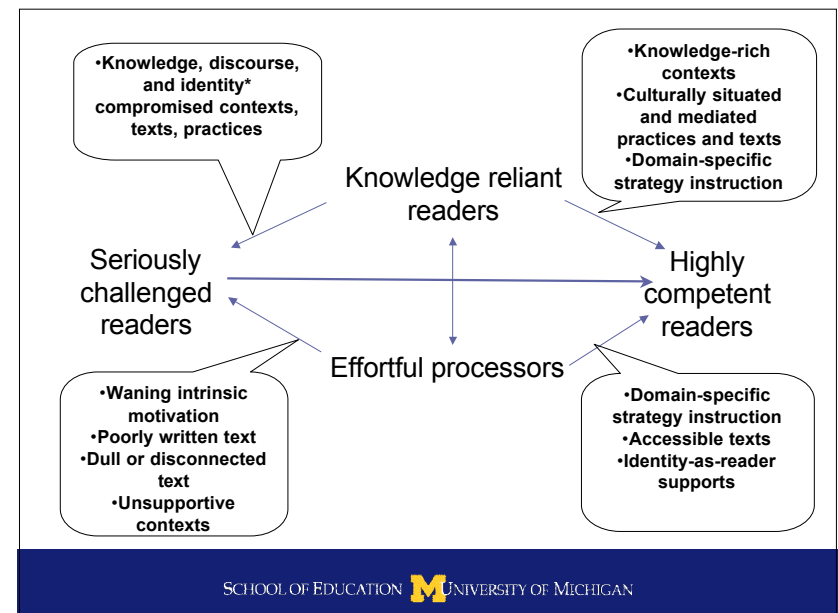 •Knowledge, discourse,
and identity*
compromised contexts,
texts, practices
•Knowledge-rich
contexts
•Culturally situated
and mediated
practices and texts
•Domain-specific
strategy instruction
Knowledge reliant
readers
Seriously
challenged
readers
Highly
competent
readers
Effortful processors
•Waning intrinsic
motivation
•Poorly written text
•Dull or disconnected
text
•Unsupportive
contexts
•Domain-specific
strategy instruction
•Accessible texts
•Identity-as-reader
supports
SCHOOL OF EDUCATION M UNIVERSITY OF MICHIGAN